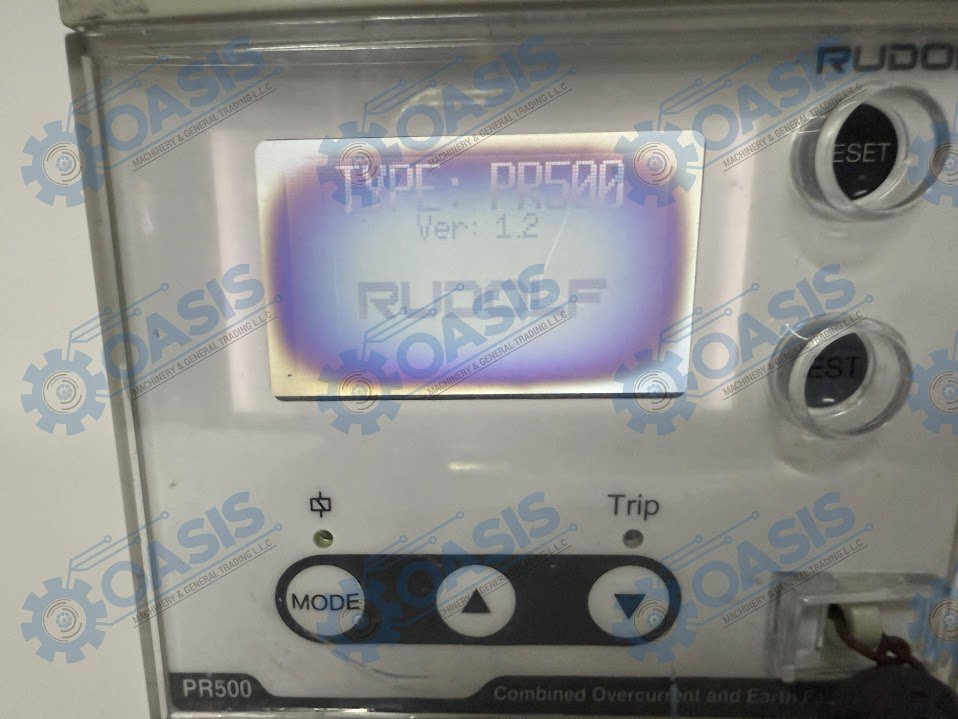 RUDOL
TYPE: PR500
Ver: 1.2
RUDOLF
ESET
EST
Trip
MODE
PR500
Combined Overcurrent and Earth Fa
OASIS
MACHINERY & GENERAL TRADING L.L.C